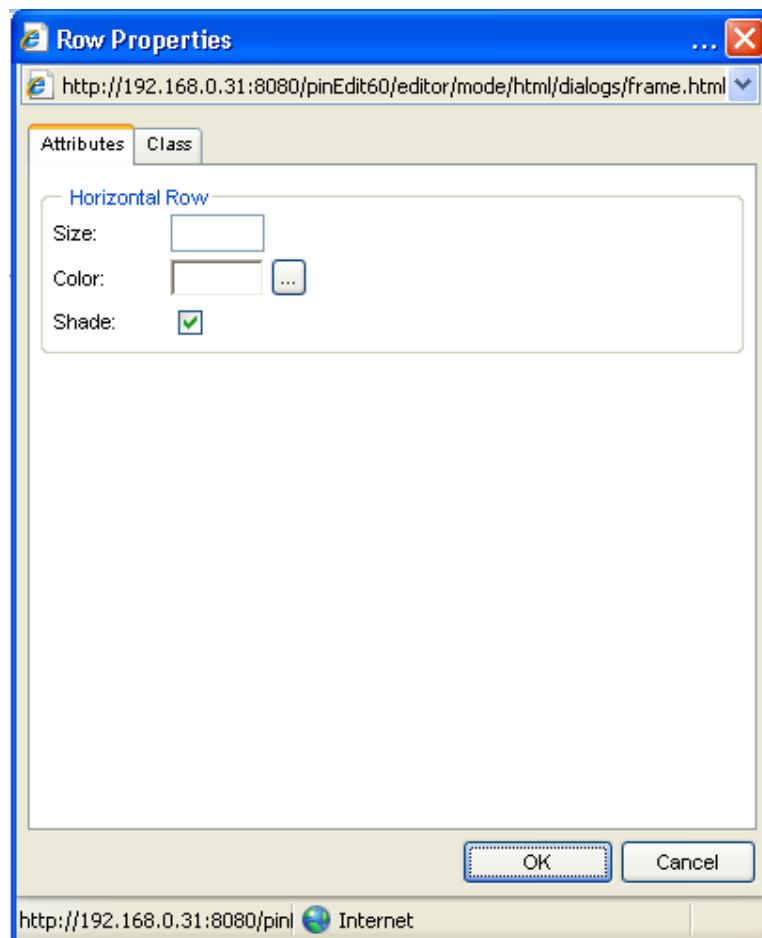 Row Properties ...
http://192.168.0.31:8080/pinEdit60/editor/mode/html/dialogs/frame.html
Attributes Class
Horizontal Row
Size:
Color: ...
Shade:
OK Cancel
http://192.168.0.31:8080/pinl Internet